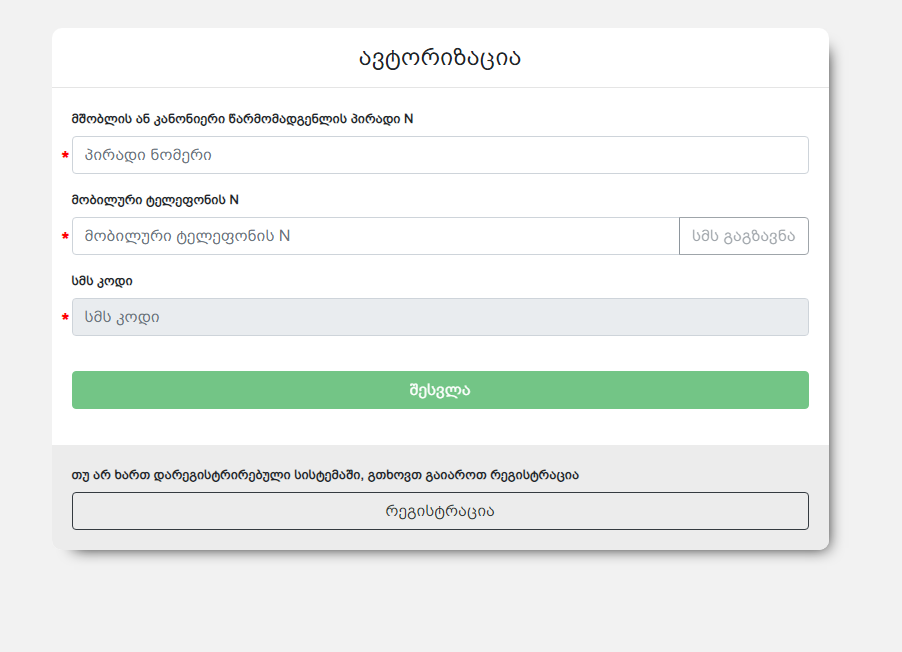 ავტორიზაცია
მშობლის ან კანონიერი წარმომადგენლის პირადი N
* პირადი ნომერი
მობილური ტელეფონის N
* მობილური ტელეფონის N სმს გაგზავნა
სმს კოდი
* სმს კოდი
შესვლა
თუ არ ხართ დარეგისტრირებული სისტემაში, გთხოვთ გაიაროთ რეგისტრაცია
რეგისტრაცია